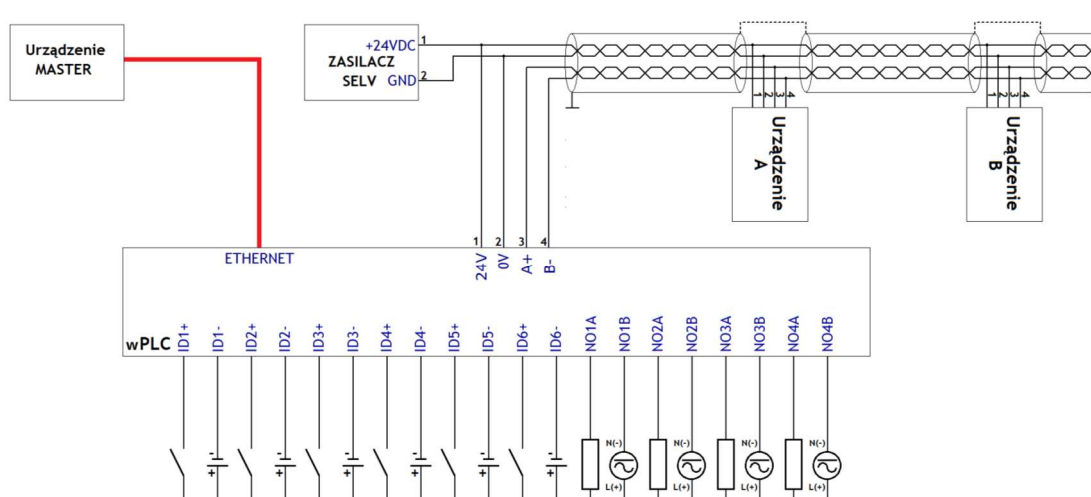 Urządzenie
MASTER
+24VDC
1
ZASILACZ
SELV
GND
2
1
2
3
4
Urządzenie
A
1
2
3
4
Urządzenie
B
ETHERNET
1
2
3
4
24V
0V
A+
B-
wPLC
ID1+
ID1-
ID2+
ID2-
ID3+
ID3-
ID4+
ID4-
ID5+
ID5-
ID6+
ID6-
NO1A
NO1B
NO2A
NO2B
NO3A
NO3B
NO4A
NO4B
-
+
-
+
-
+
-
+
-
+
-
+
N(-)
L(+)
N(-)
L(+)
N(-)
L(+)
N(-)
L(+)